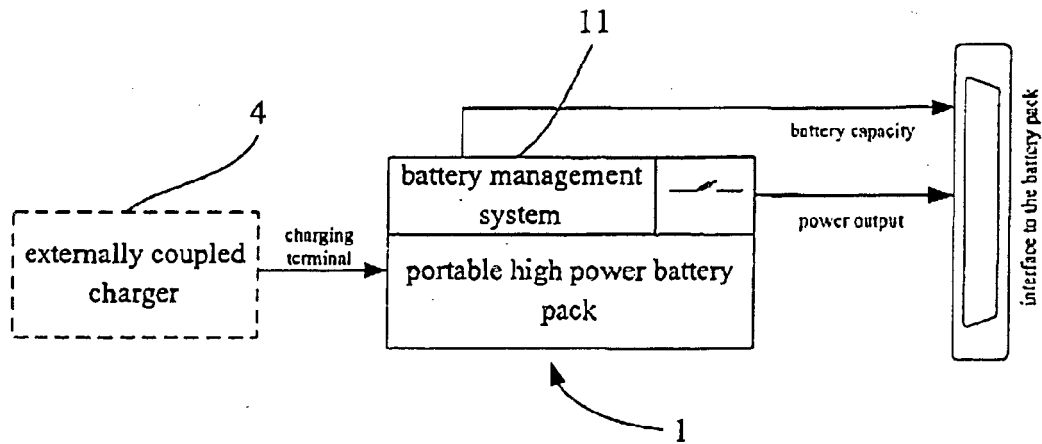 11
4
battery capacity
battery management
system
power output
externally coupled
charger
charging
terminal
portable high power battery
pack
interface to the battery pack
1